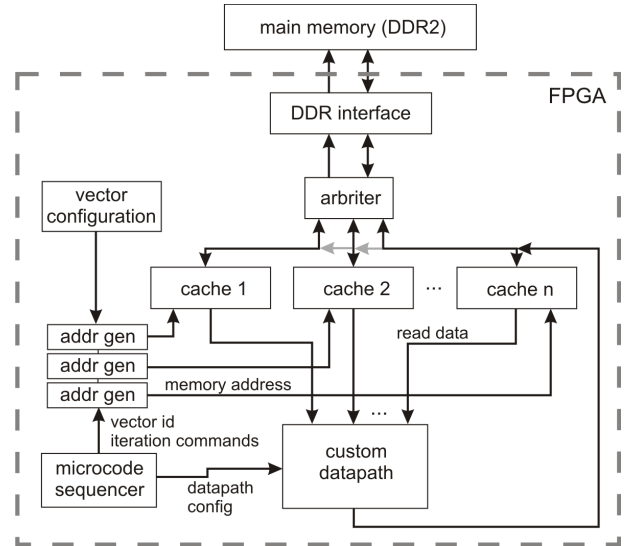 main memory (DDR2)
FPGA
DDR interface
arbriter
vector
configuration
cache 1
cache 2
...
cache n
addr gen
addr gen
addr gen
read data
memory address
vector id
iteration commands
...
microcode
sequencer
custom
datapath
datapath
config